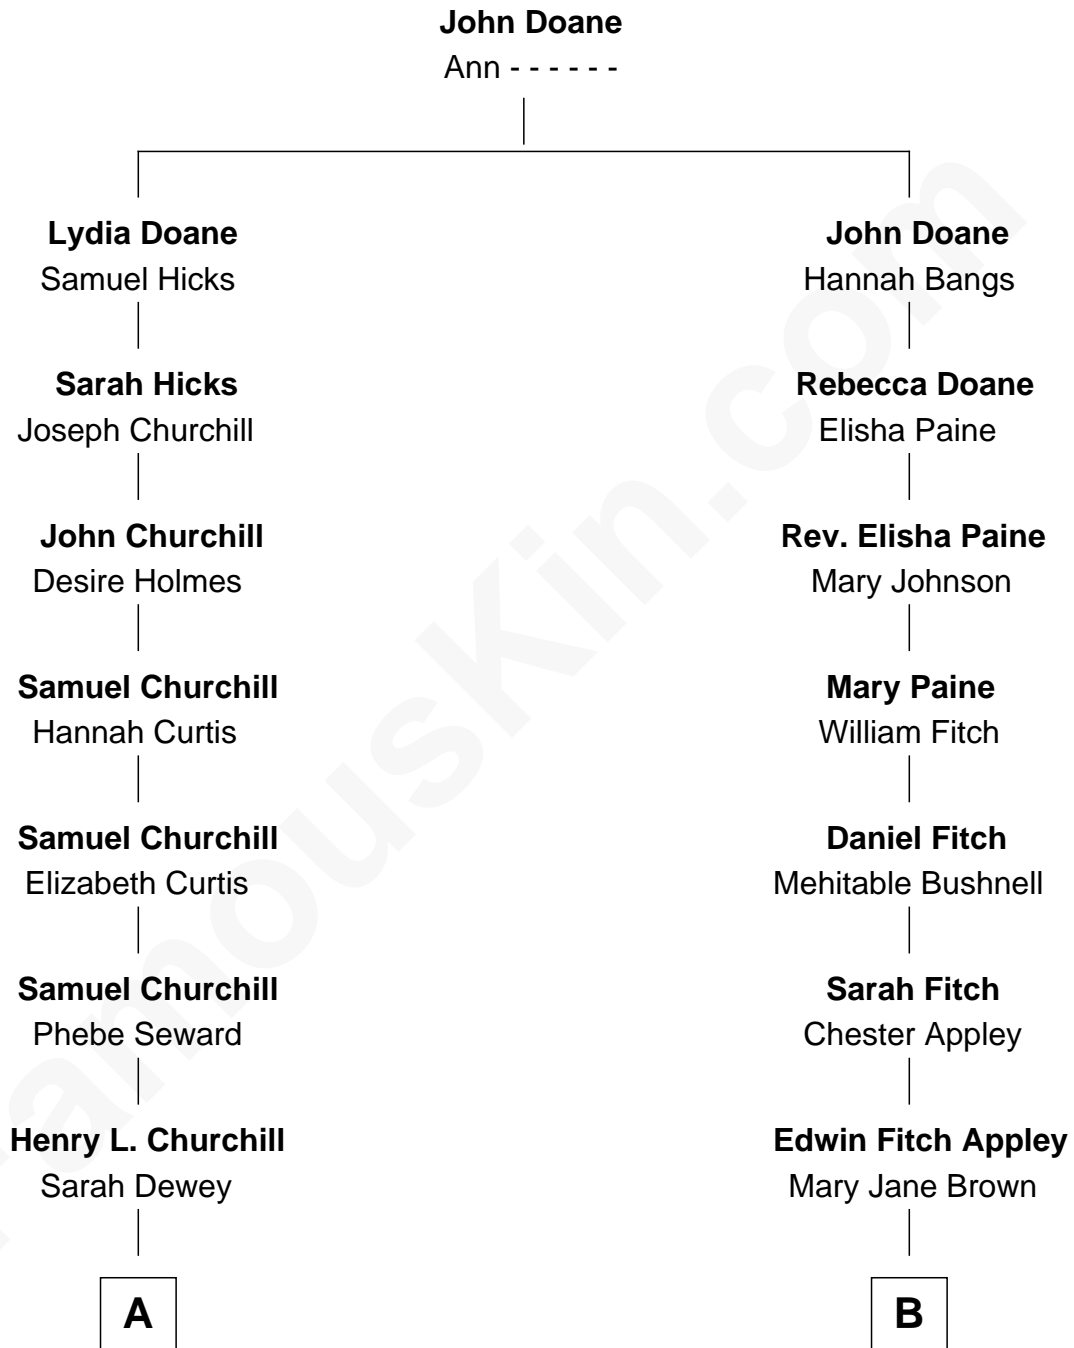 John Doane
Ann - - - - - -
Lydia Doane
Samuel Hicks
John Doane
Hannah Bangs
Sarah Hicks
Joseph Churchill
Rebecca Doane
Elisha Paine
John Churchill
Desire Holmes
Rev. Elisha Paine
Mary Johnson
Samuel Churchill
Hannah Curtis
Mary Paine
William Fitch
Samuel Churchill
Elizabeth Curtis
Daniel Fitch
Mehitable Bushnell
Samuel Churchill
Phebe Seward
Sarah Fitch
Chester Appley
Henry L. Churchill
Sarah Dewey
Edwin Fitch Appley
Mary Jane Brown
A
B
FamousKin.com